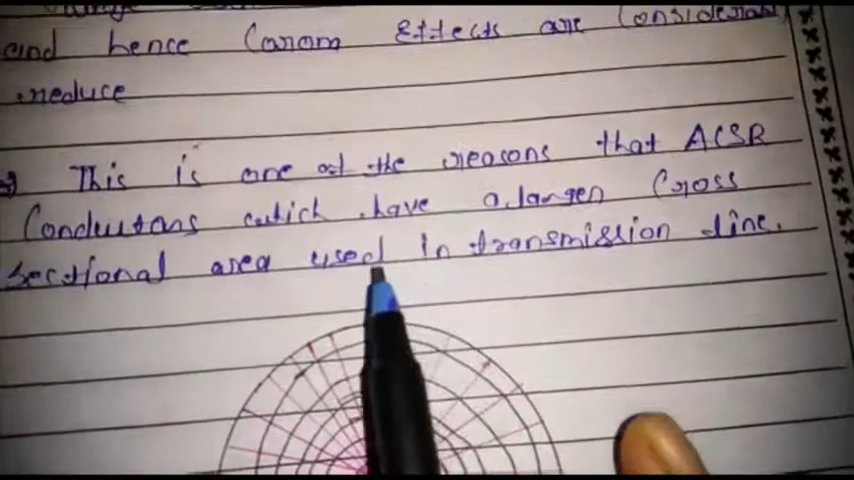 and hence Carom Effects are Considerably
reduce
→ This is one of the reasons that ACSR
Conductors which have a larger Cross
Sectional area used in transmission line.